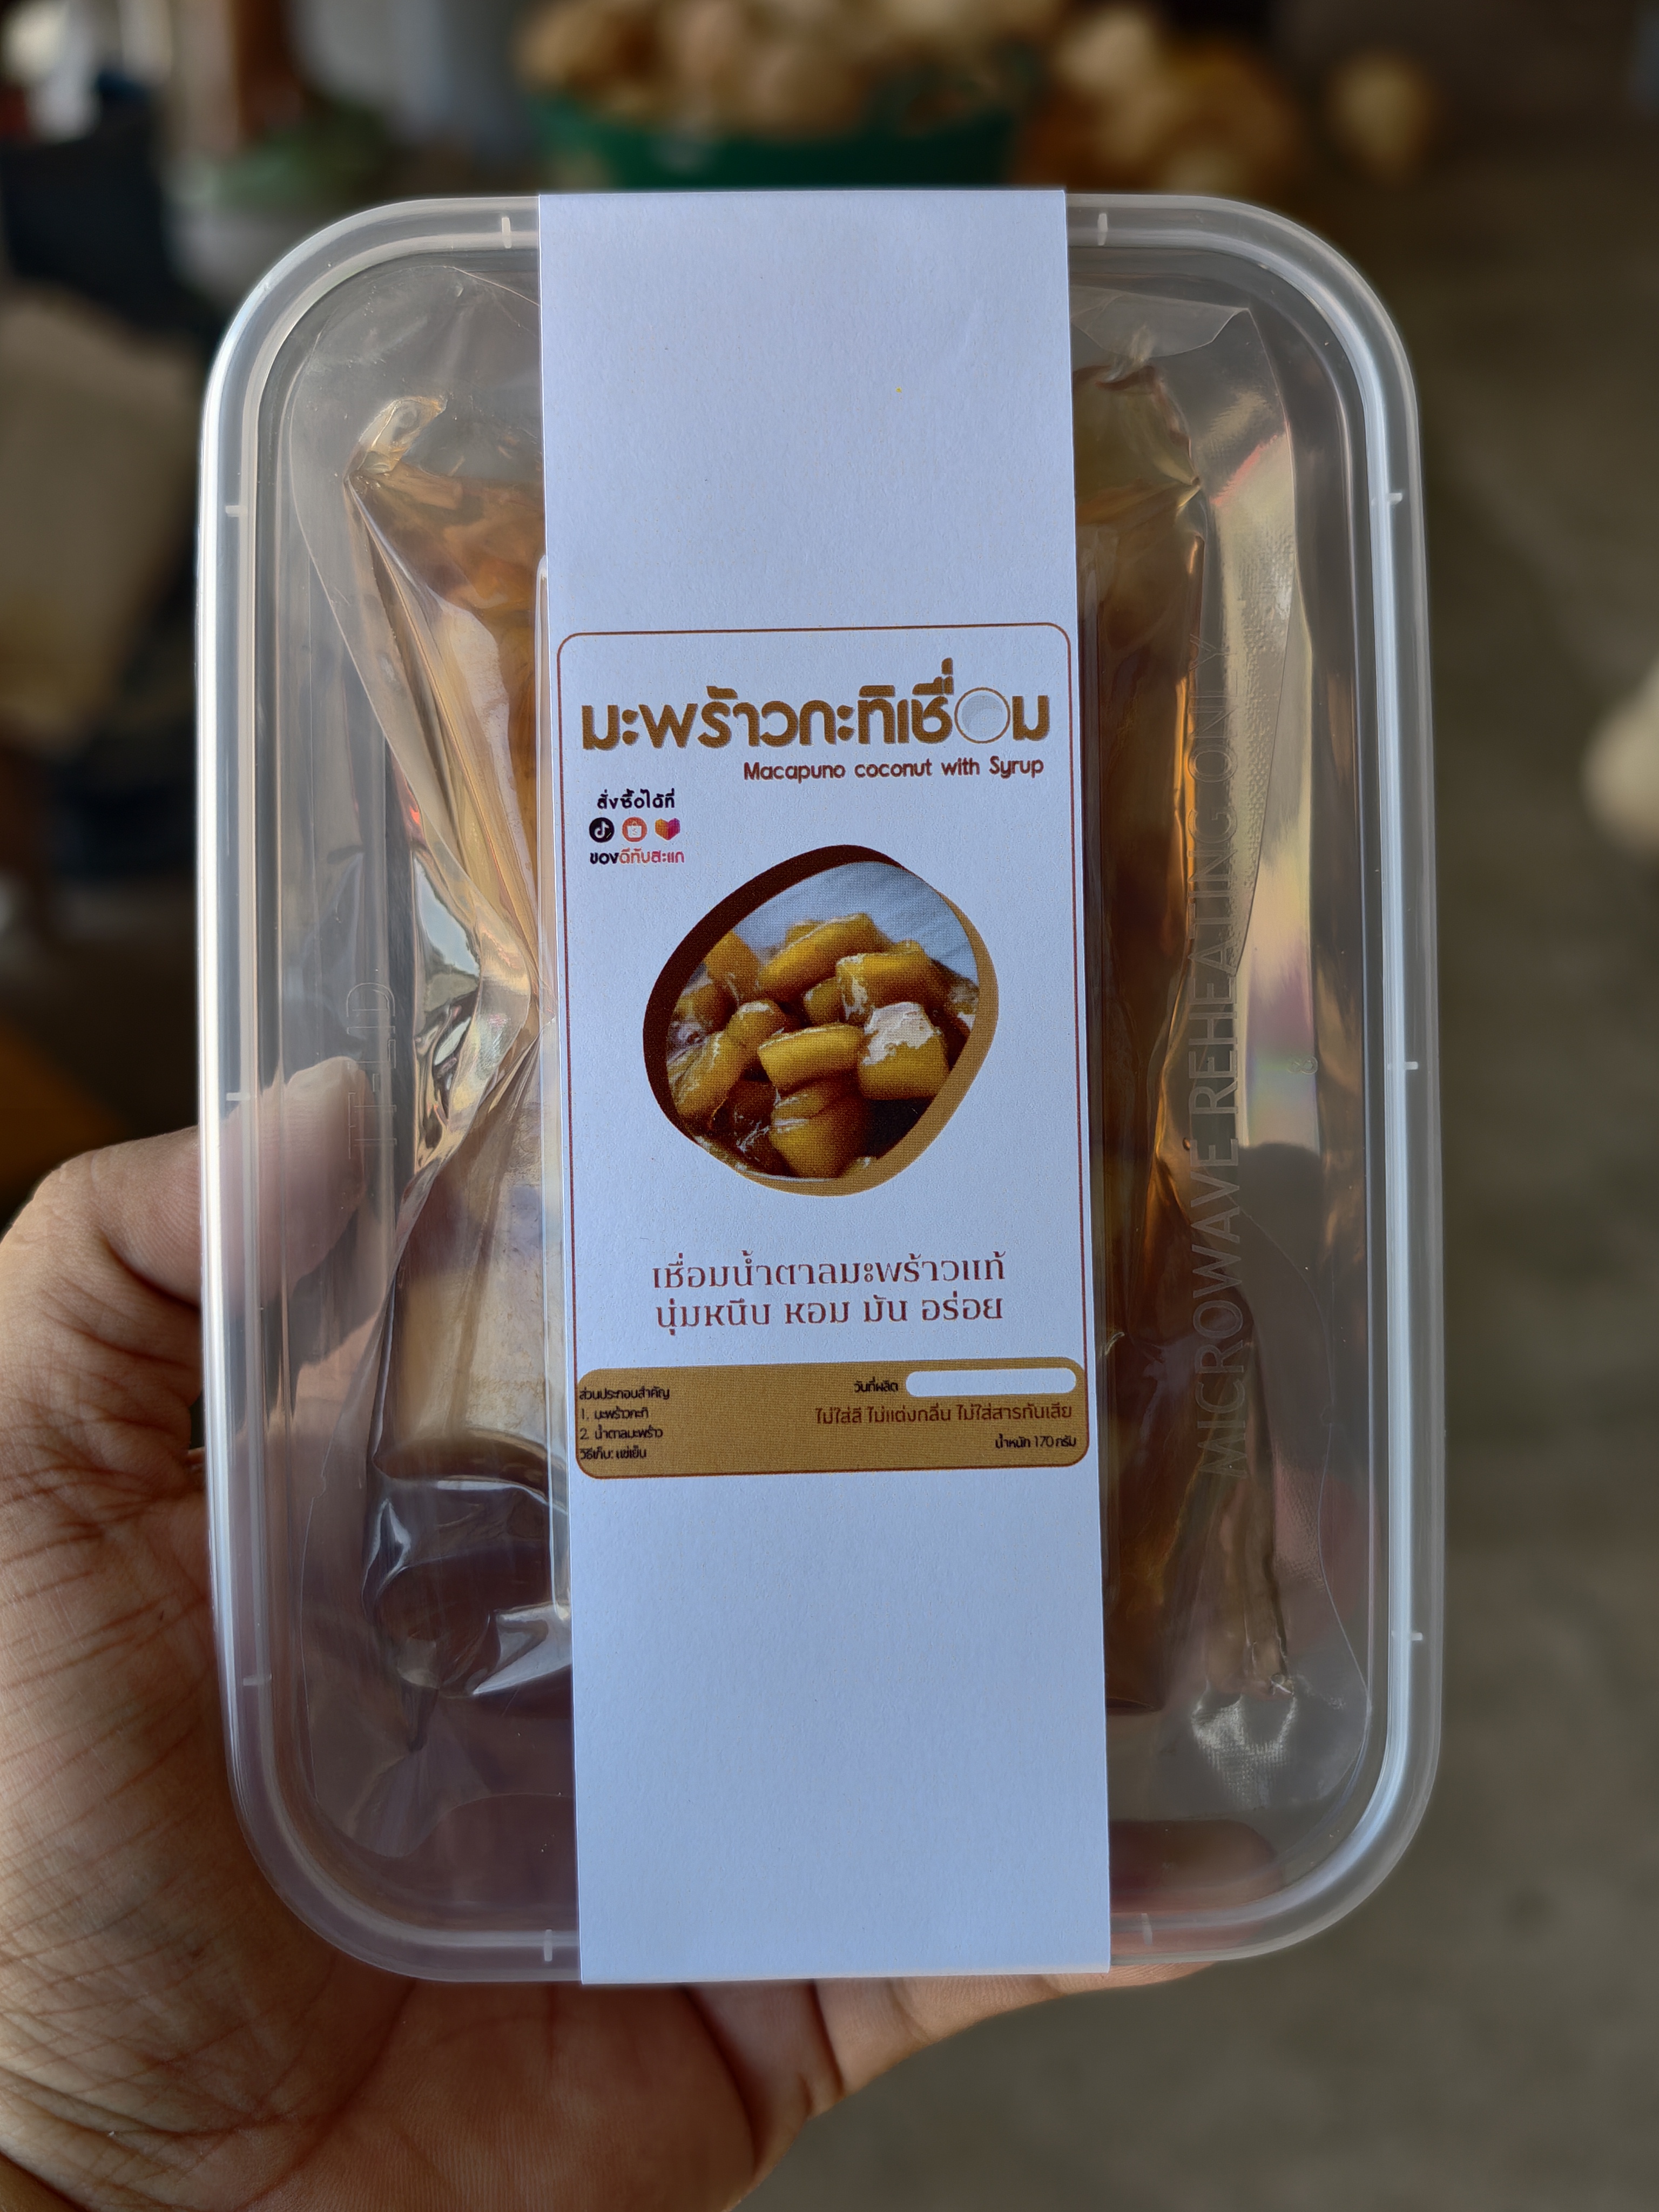 มะพร้าวกะทิเชื่อม
Macapuno coconut with Syrup
สั่งซื้อได้ที่
ของดีทับสะแก
เชื่อมน้ำตาลมะพร้าวแท้
นุ่มหนึบ หอม มัน อร่อย
ส่วนประกอบสำคัญ
1. มะพร้าวกะทิ
2. น้ำตาลมะพร้าว
วิธีเก็บ: แช่เย็น
วันที่ผลิต
ไม่ใส่สี ไม่แต่งกลิ่น ไม่ใส่สารกันเสีย
น้ำหนัก 170 กรัม
MICROWAVE REHEATING ONLY